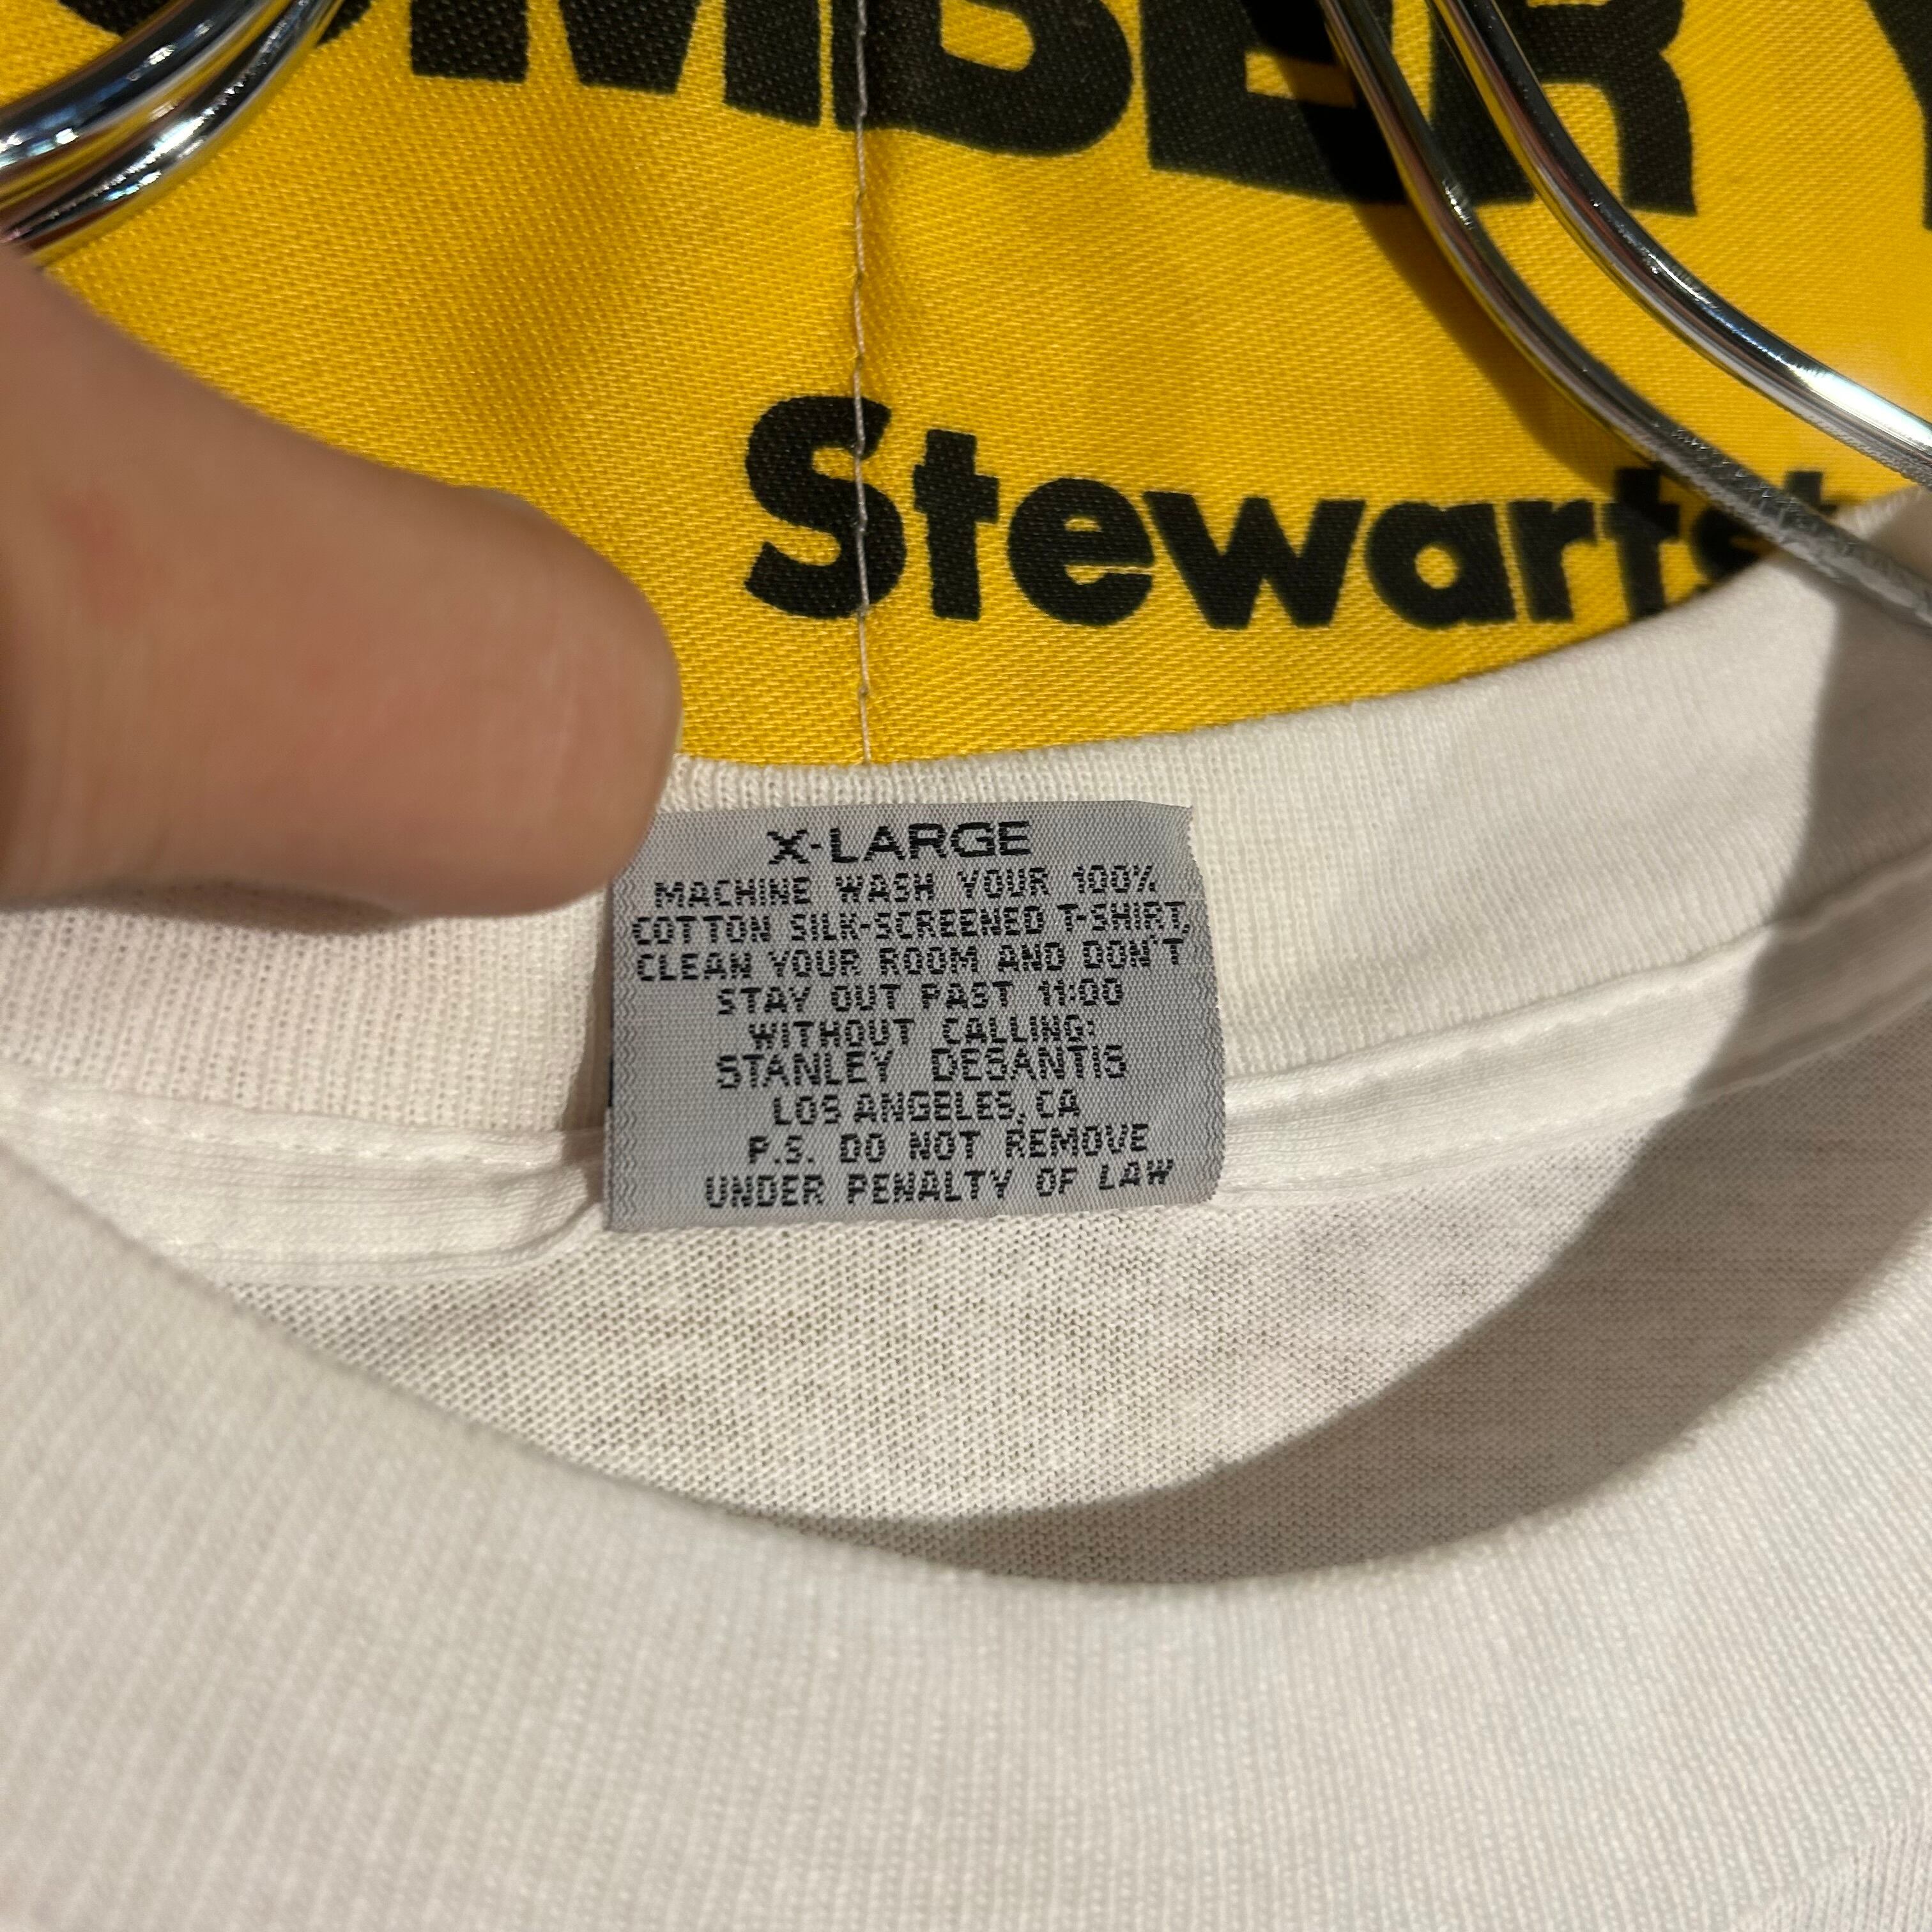 Stewart
X-LARGE
MACHINE WASH YOUR 100%
COTTON SILK-SCREENED T-SHIRT,
CLEAN YOUR ROOM AND DON'T
STAY OUT PAST 11:00
WITHOUT CALLING:
STANLEY DESANTIS
LOS ANGELES, CA
P.S. DO NOT REMOVE
UNDER PENALTY OF LAW